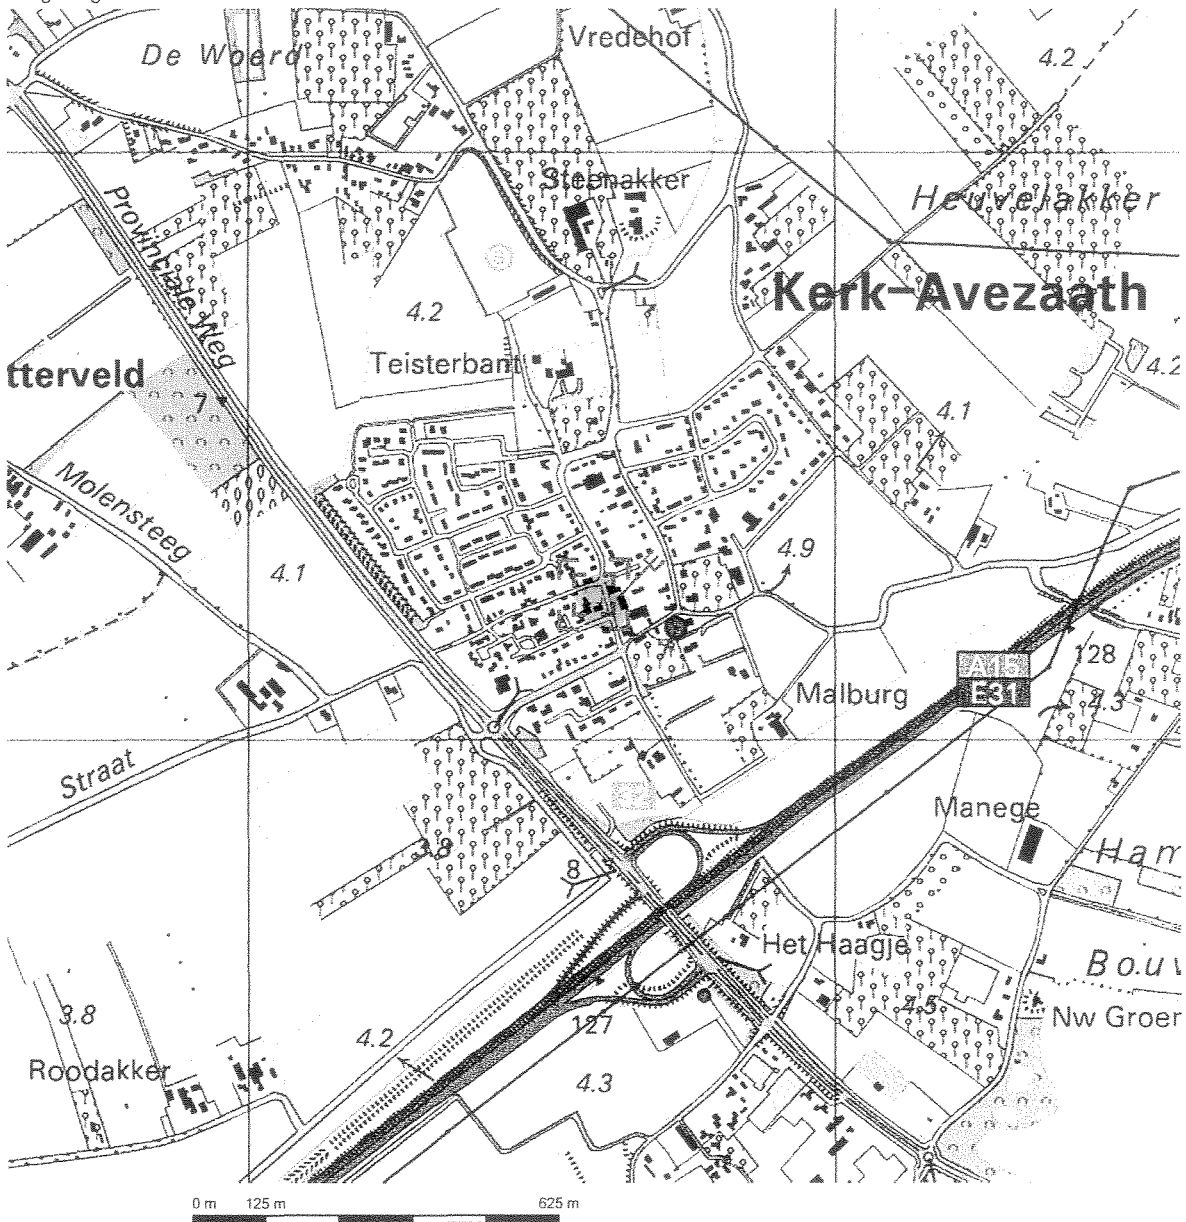 De Woerd
Vredehof
4.2
Steenakker
Heuvelakker
Provinciale Weg
Kerk-Avezaath
4.2
Teisterbant
4.2
tterveld
7
4.1
Molensteeg
4.9
4.1
128
A15
E31
4.3
Malburg
Straat
Manege
3.8
8
Ham
Het Haagje
Bouw
3.8
4.5
Nw Groen
127
4.2
Roodakker
4.3
0 m 125 m 625 m